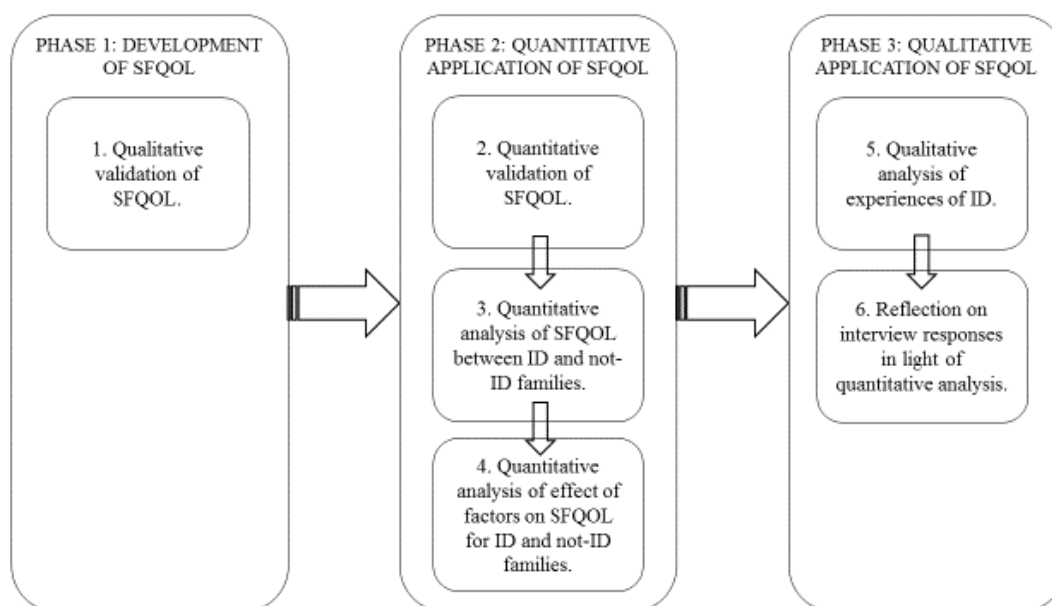 PHASE 1: DEVELOPMENT
OF SFQOL
1. Qualitative
validation of
SFQOL.
PHASE 2: QUANTITATIVE
APPLICATION OF SFQOL
2. Quantitative
validation of
SFQOL.
3. Quantitative
analysis of SFQOL
between ID and not-
ID families.
4. Quantitative
analysis of effect of
factors on SFQOL
for ID and not-ID
families.
PHASE 3: QUALITATIVE
APPLICATION OF SFQOL
5. Qualitative
analysis of
experiences of ID.
6. Reflection on
interview responses
in light of
quantitative analysis.